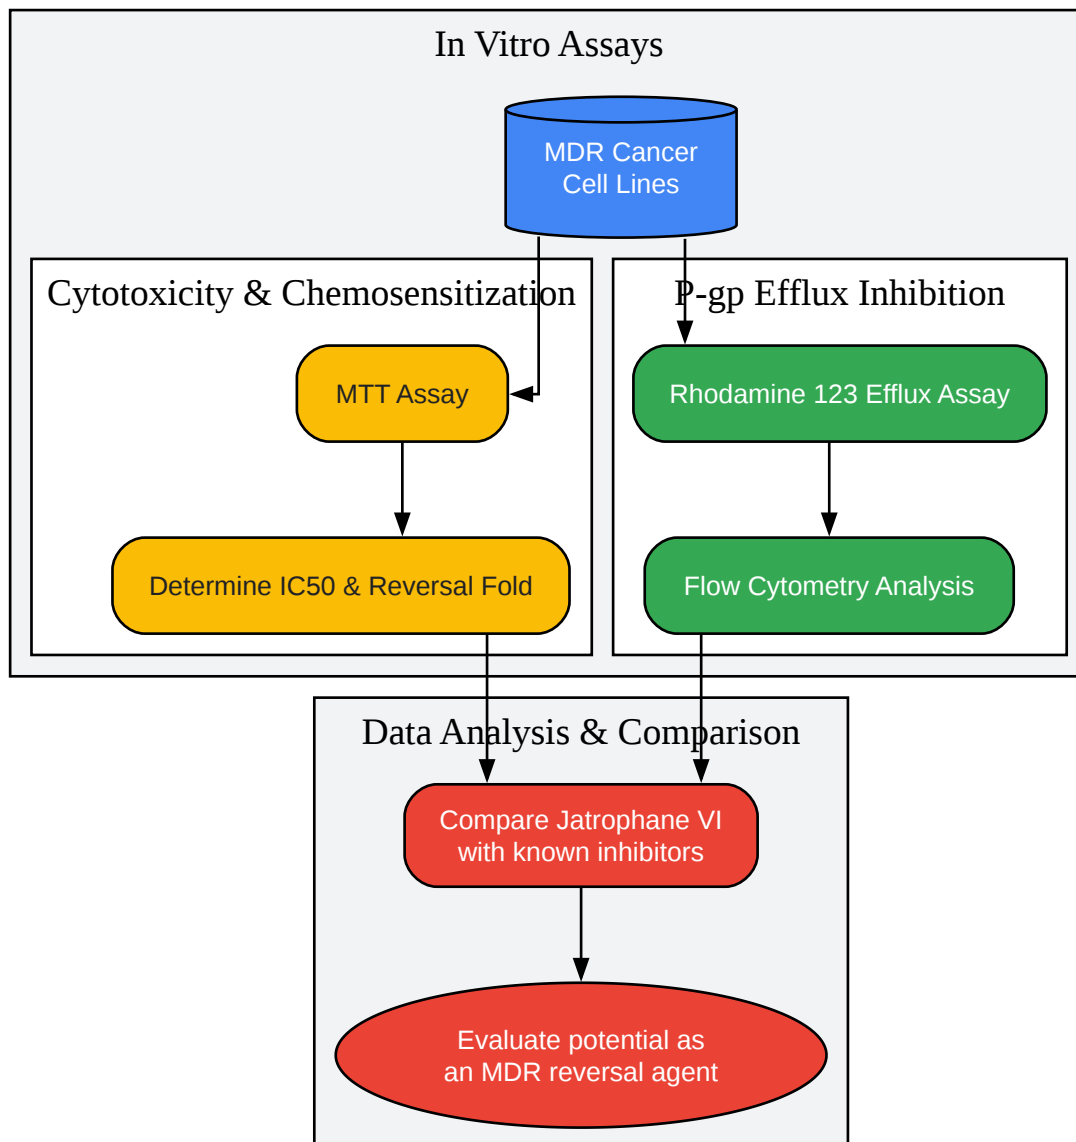 In Vitro Assays
MDR Cancer
Cell Lines
Cytotoxicity & Chemosensitization
MTT Assay
Determine IC50 & Reversal Fold
P-gp Efflux Inhibition
Rhodamine 123 Efflux Assay
Flow Cytometry Analysis
Data Analysis & Comparison
Compare Jatrophane VI
with known inhibitors
Evaluate potential as
an MDR reversal agent